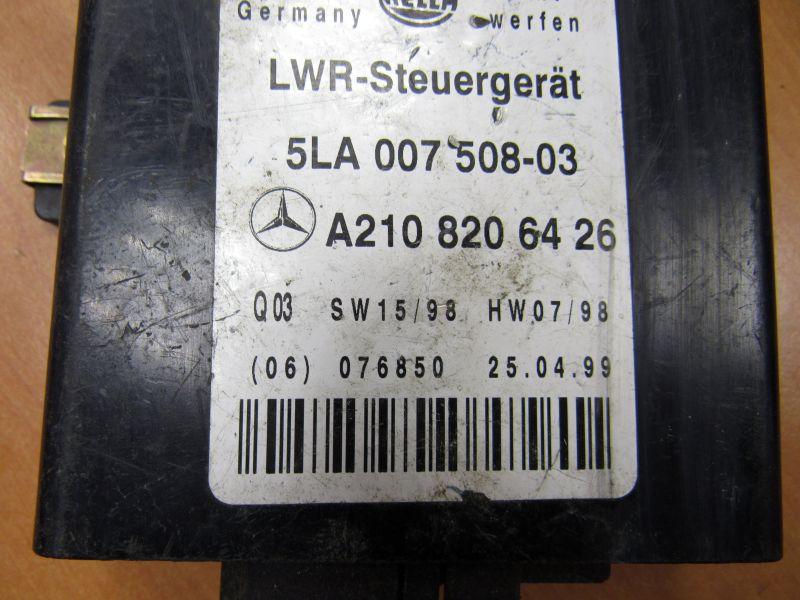 Germany HELLA werfen
LWR-Steuergerät
5LA 007 508-03
A210 820 64 26
Q03 SW15/98 HW07/98
(06) 076850 25.04.99